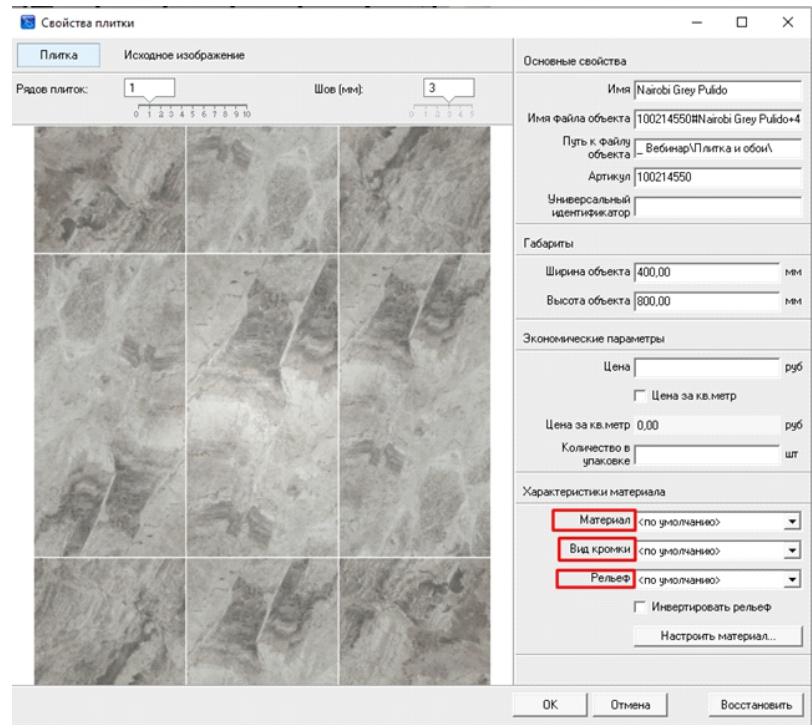 Свойства плитки
Плитка
Исходное изображение
Рядов плиток:
1
Шов (мм):
3
0 1 2 3 4 5 6 7 8 9 10
0 1 2 3 4 5
Основные свойства
Имя Nairobi Grey Pulido
Имя файла объекта 100214550#Nairobi Grey Pulido+4
Путь к файлу
объекта _ Вебинар\Плитка и обои\
Артикул 100214550
Универсальный
идентификатор
Габариты
Ширина объекта 400,00 мм
Высота объекта 800,00 мм
Экономические параметры
Цена руб
Цена за кв.метр
Цена за кв.метр 0,00 руб
Количество в
упаковке шт
Характеристики материала
Материал <по умолчанию>
Вид кромки <по умолчанию>
Рельеф <по умолчанию>
Инвертировать рельеф
Настроить материал...
OK
Отмена
Восстановить